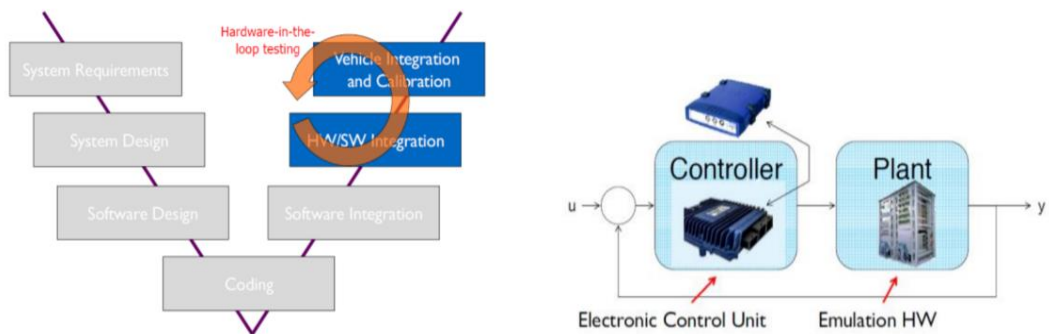 Hardware-in-the-
loop testing
System Requirements
Vehicle Integration
and Calibration
System Design
HW/SW Integration
Software Design
Software Integration
Coding
Controller
Plant
u
y
Electronic Control Unit
Emulation HW